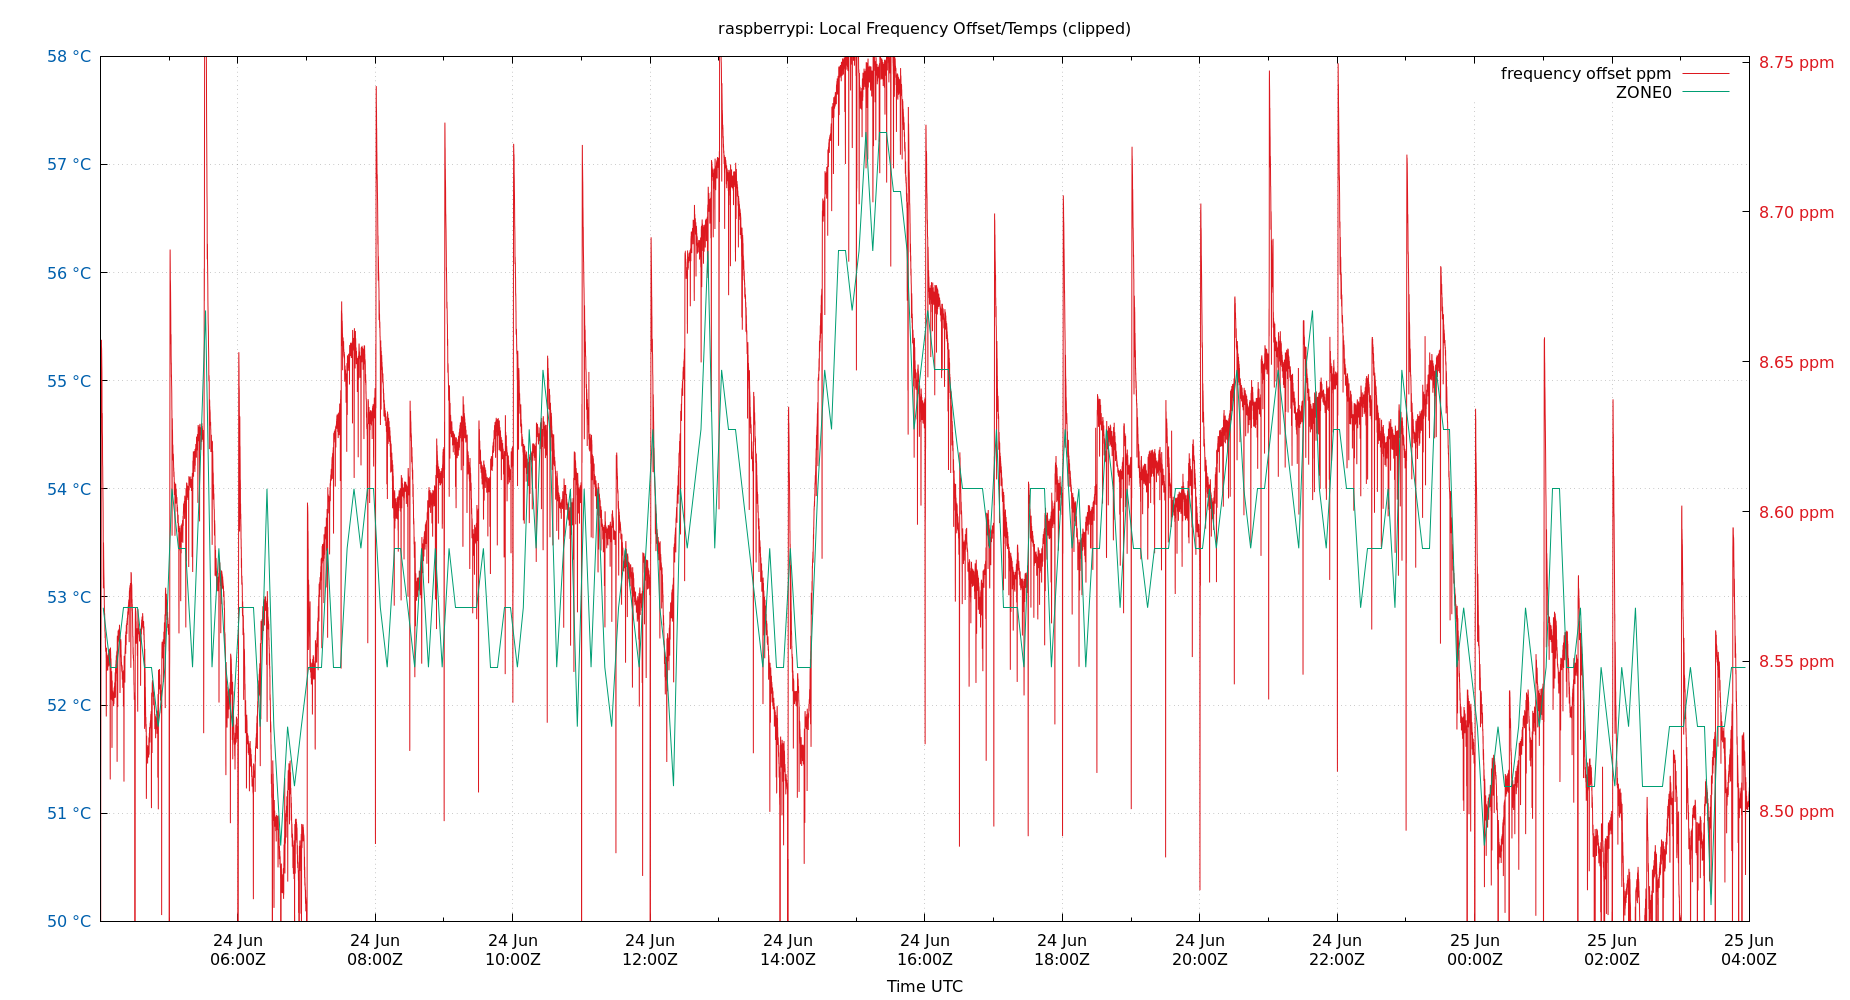 raspberrypi: Local Frequency Offset/Temps (clipped)
58 °C
57 °C
56 °C
55 °C
54 °C
53 °C
52 °C
51 °C
50 °C
8.75 ppm
8.70 ppm
8.65 ppm
8.60 ppm
8.55 ppm
8.50 ppm
frequency offset ppm
ZONE0
24 Jun
06:00Z
24 Jun
08:00Z
24 Jun
10:00Z
24 Jun
12:00Z
24 Jun
14:00Z
24 Jun
16:00Z
24 Jun
18:00Z
24 Jun
20:00Z
24 Jun
22:00Z
25 Jun
00:00Z
25 Jun
02:00Z
25 Jun
04:00Z
Time UTC